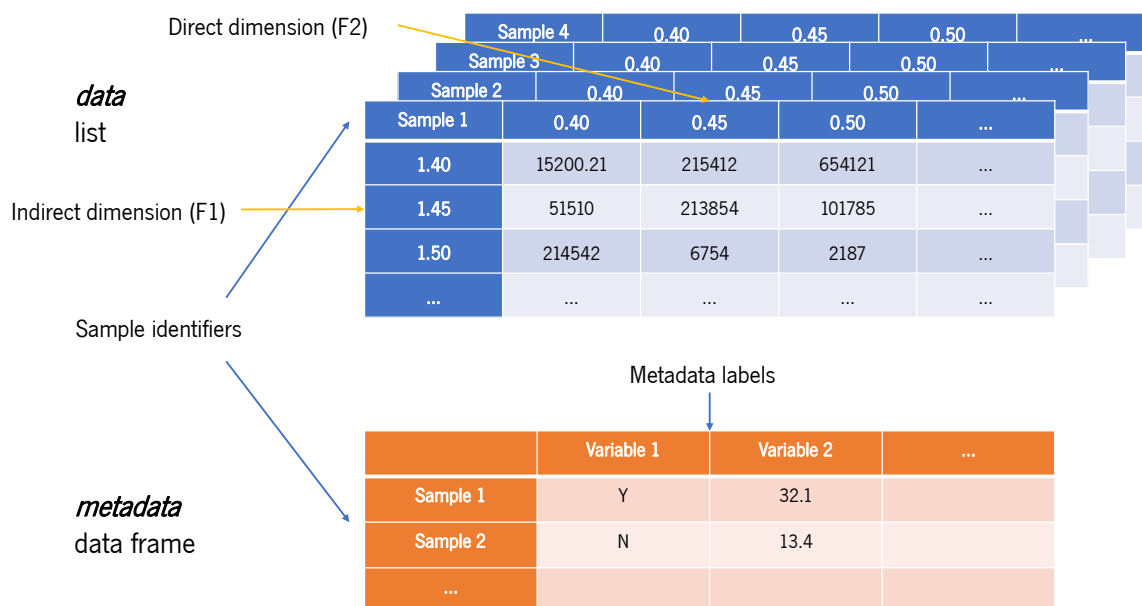 Direct dimension (F2)
Sample 4 0.40 0.45 0.50 ...
Sample 3 0.40 0.45 0.50 ...
Sample 2 0.40 0.45 0.50 ...
data
list
Sample 1 0.40 0.45 0.50 ...
1.40 15200.21 215412 654121 ...
Indirect dimension (F1)
1.45 51510 213854 101785 ...
1.50 214542 6754 2187 ...
... ... ... ... ...
Sample identifiers
Metadata labels
Variable 1 Variable 2 ...
metadata
data frame
Sample 1 Y 32.1
Sample 2 N 13.4
...